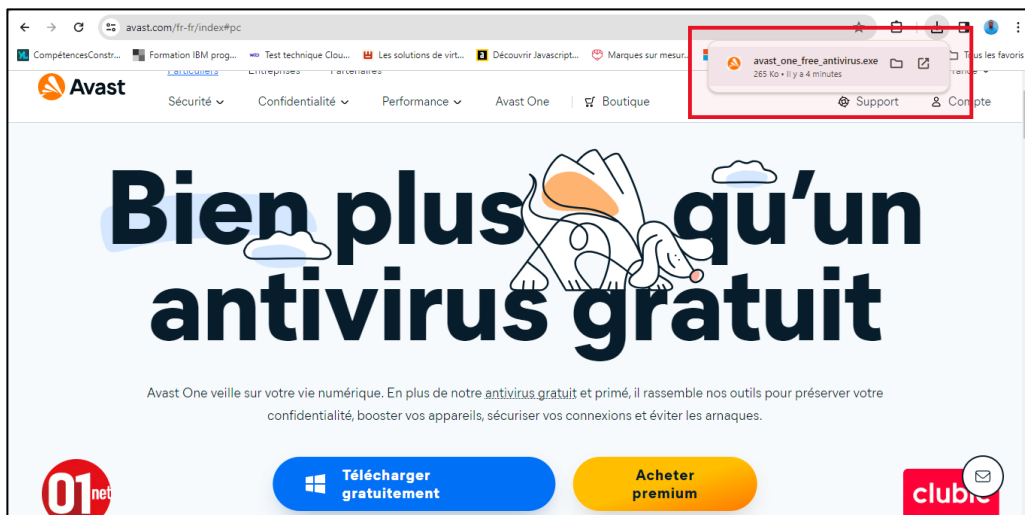 avast.com/fr-fr/index#pc
CompétencesConstr... Formation IBM prog... Test technique Clou... Les solutions de virt... Découvrir Javascript... Marques sur mesur... Tous les favoris
avast_one_free_antivirus.exe
265 Ko • Il y a 4 minutes
Particuliers Entreprises Partenaires France
Avast
Sécurité Confidentialité Performance Avast One Boutique Support Compte
Bien plus qu'un
antivirus gratuit
Avast One veille sur votre vie numérique. En plus de notre antivirus gratuit et primé, il rassemble nos outils pour préserver votre
confidentialité, booster vos appareils, sécuriser vos connexions et éviter les arnaques.
Télécharger
gratuitement
Acheter
premium
01net
clubic